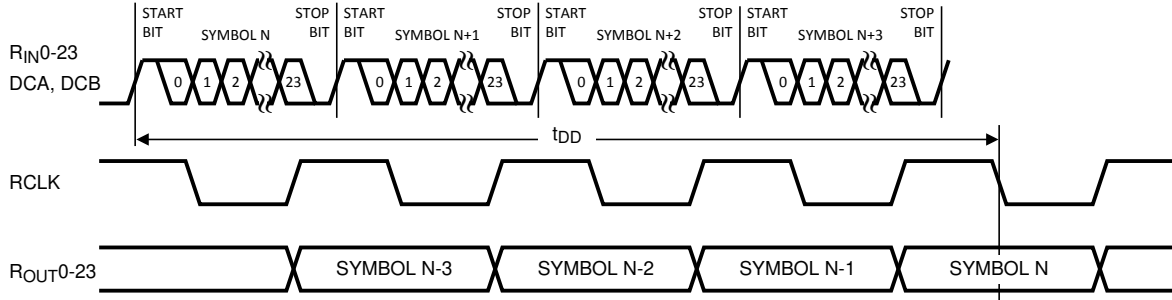 START BIT SYMBOL N STOP BIT START BIT SYMBOL N+1 STOP BIT START BIT SYMBOL N+2 STOP BIT START BIT SYMBOL N+3 STOP BIT
RIN0-23
DCA, DCB
0 1 2 23 0 1 2 23 0 1 2 23 0 1 2 23
tDD
RCLK
ROUT0-23 SYMBOL N-3 SYMBOL N-2 SYMBOL N-1 SYMBOL N